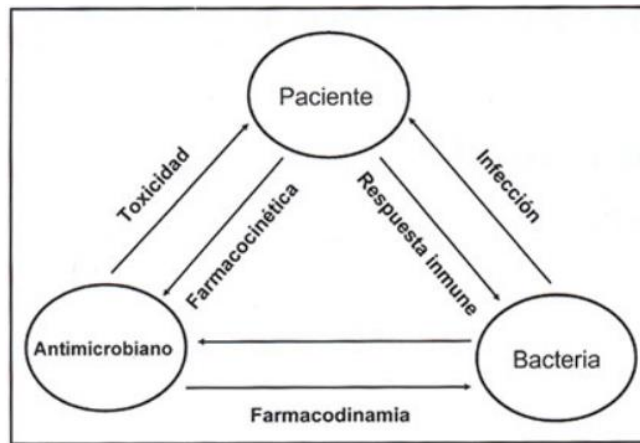 Paciente
Toxicidad
Farmacocinética
Respuesta inmune
Infección
Antimicrobiano
Bacteria
Farmacodinamia